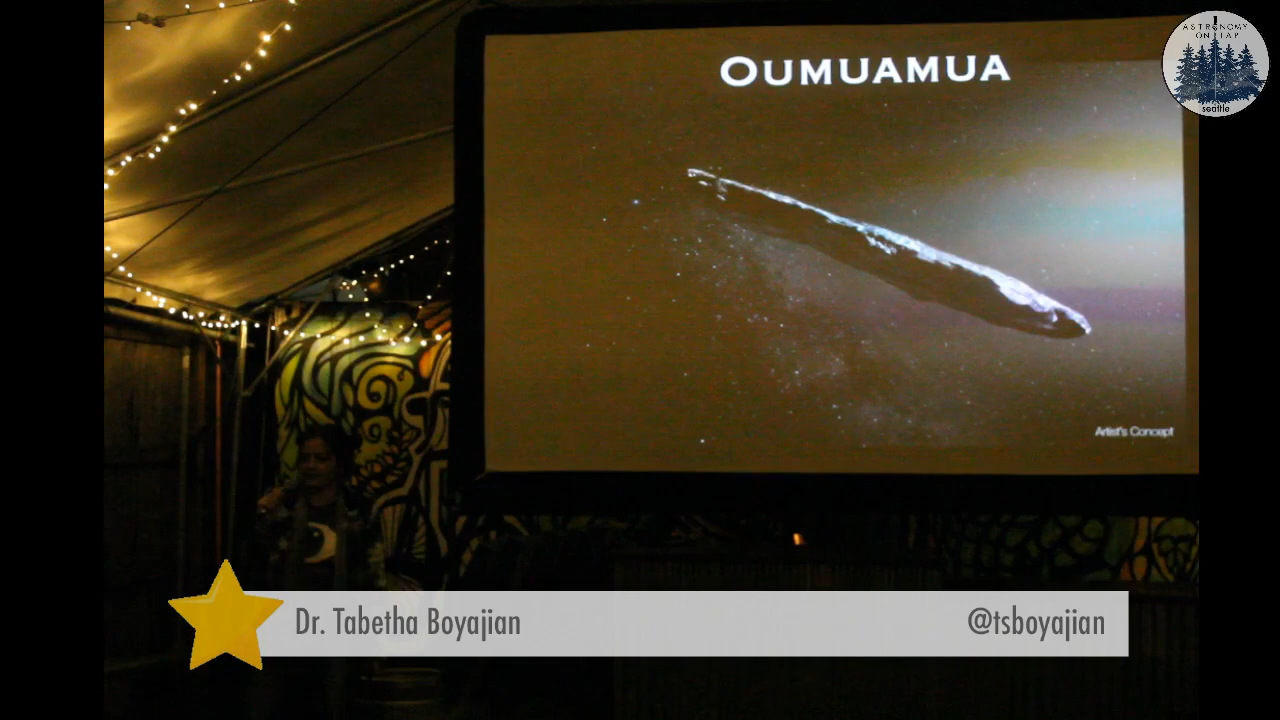 OUMUAMUA
ASTRONOMY
ON TAP
seattle
Artist's Concept
Dr. Tabetha Boyajian
@tsboyajian